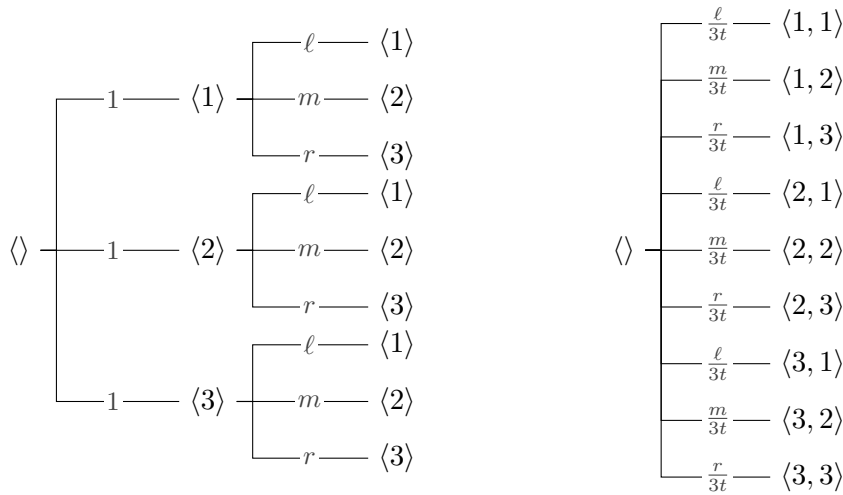 ℓ ⟨1⟩
1 ⟨1⟩ m ⟨2⟩
r ⟨3⟩
ℓ ⟨1⟩
⟨⟩ 1 ⟨2⟩ m ⟨2⟩
r ⟨3⟩
ℓ ⟨1⟩
1 ⟨3⟩ m ⟨2⟩
r ⟨3⟩
ℓ/3t ⟨1, 1⟩
m/3t ⟨1, 2⟩
r/3t ⟨1, 3⟩
ℓ/3t ⟨2, 1⟩
⟨⟩ m/3t ⟨2, 2⟩
r/3t ⟨2, 3⟩
ℓ/3t ⟨3, 1⟩
m/3t ⟨3, 2⟩
r/3t ⟨3, 3⟩